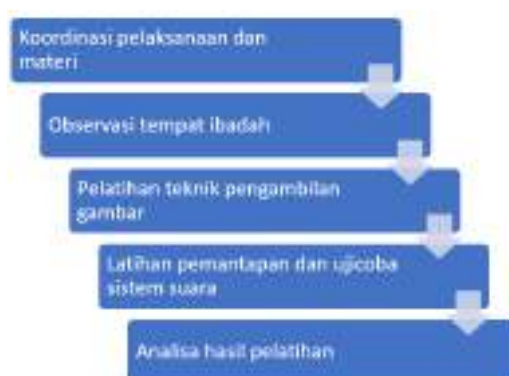 Koordinasi pelaksanaan dan
materi
Observasi tempat ibadah
Pelatihan teknik pengambilan
gambar
Latihan pemantapan dan ujicoba
sistem suara
Analisa hasil pelatihan